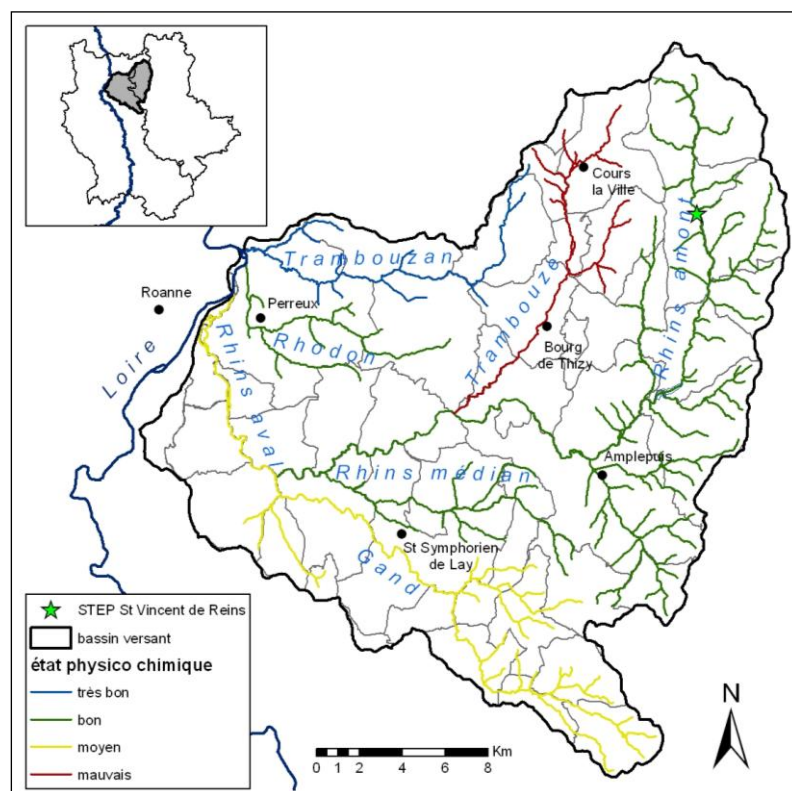 Cours
la Ville
Rhins amont
Trambouzan
Roanne
Perreux
Trambouze
Loire
Rhins aval
Rhodon
Bourg
de Thizy
Rhins médian
Amplepuis
St Symphorien
de Lay
Gand
STEP St Vincent de Reins
bassin versant
état physico chimique
très bon
bon
moyen
mauvais
N
Km
0 1 2 4 6 8